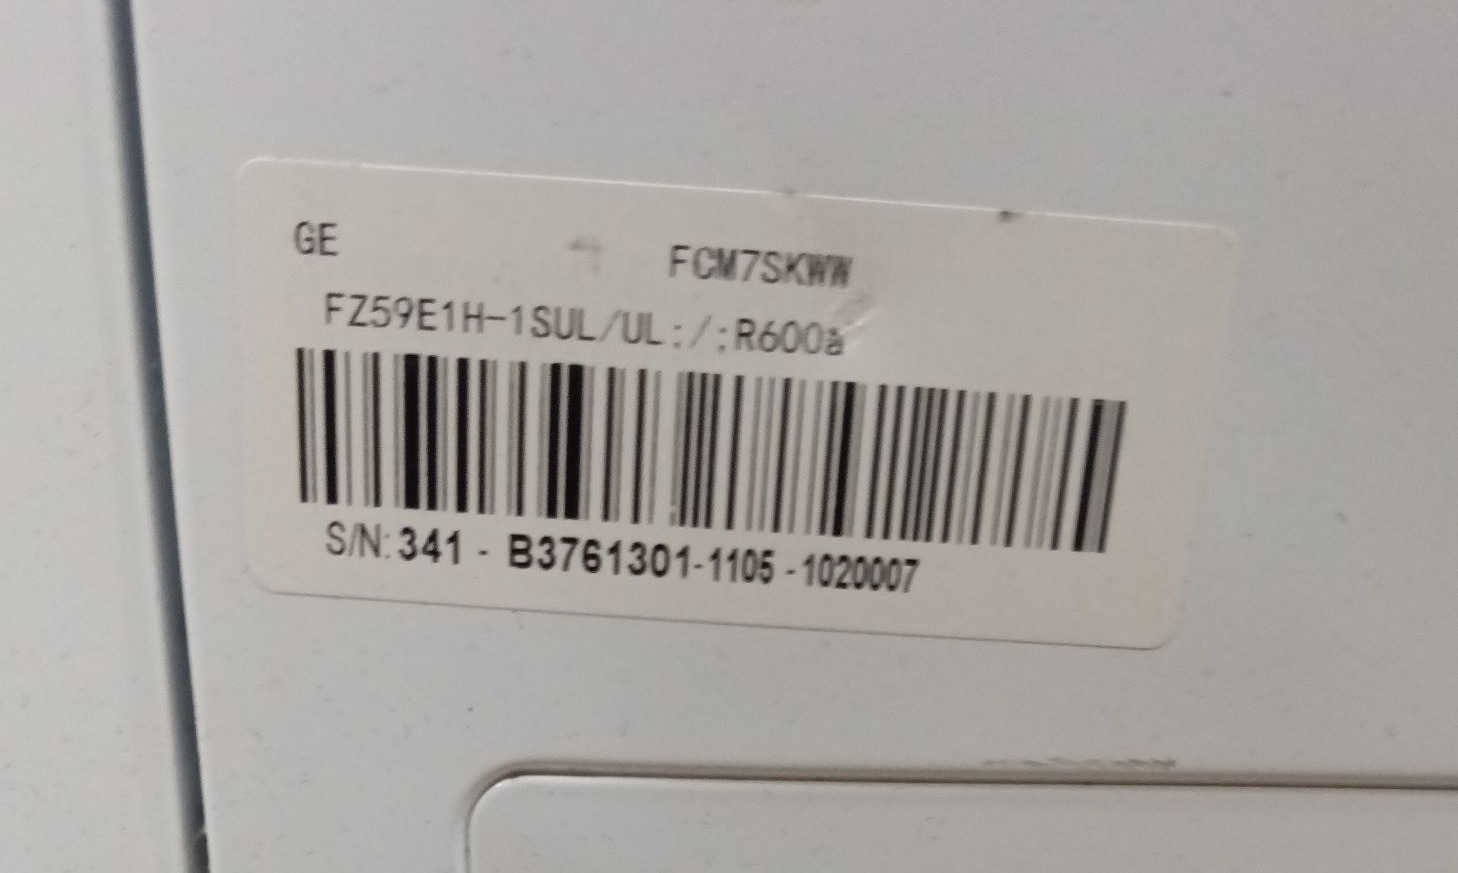 GE FCM7SKWW
FZ59E1H-1SUL/UL:/;R600a
S/N: 341 - B3761301-1105 -1020007